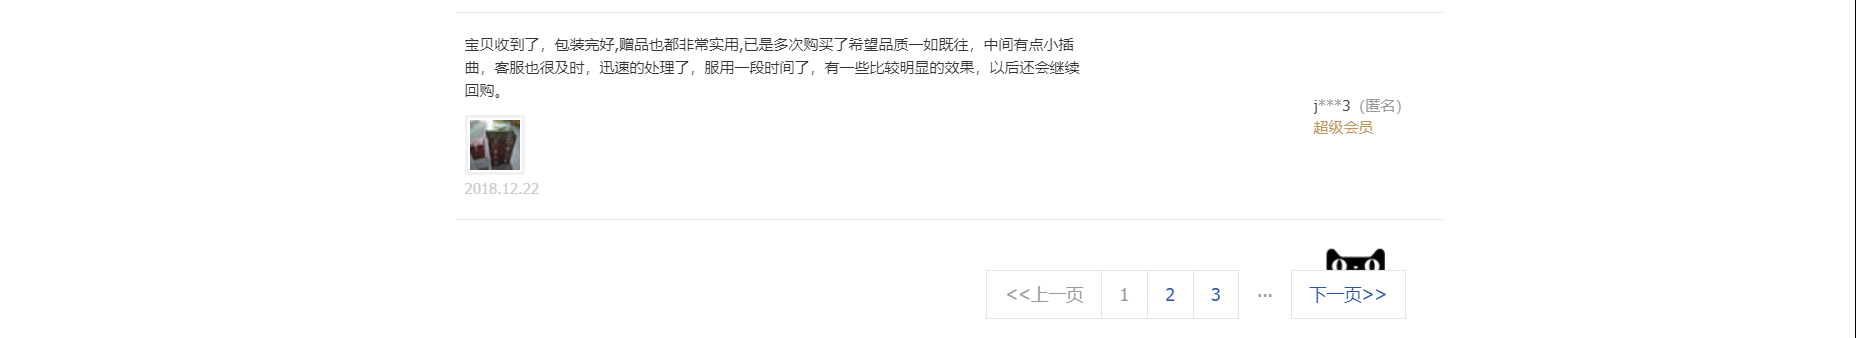 宝贝收到了，包装完好,赠品也都非常实用,已是多次购买了希望品质一如既往，中间有点小插
曲，客服也很及时，迅速的处理了，服用一段时间了，有一些比较明显的效果，以后还会继续
回购。
j***3 (匿名)
超级会员
2018.12.22
<<上一页 1 2 3 ... 下一页>>